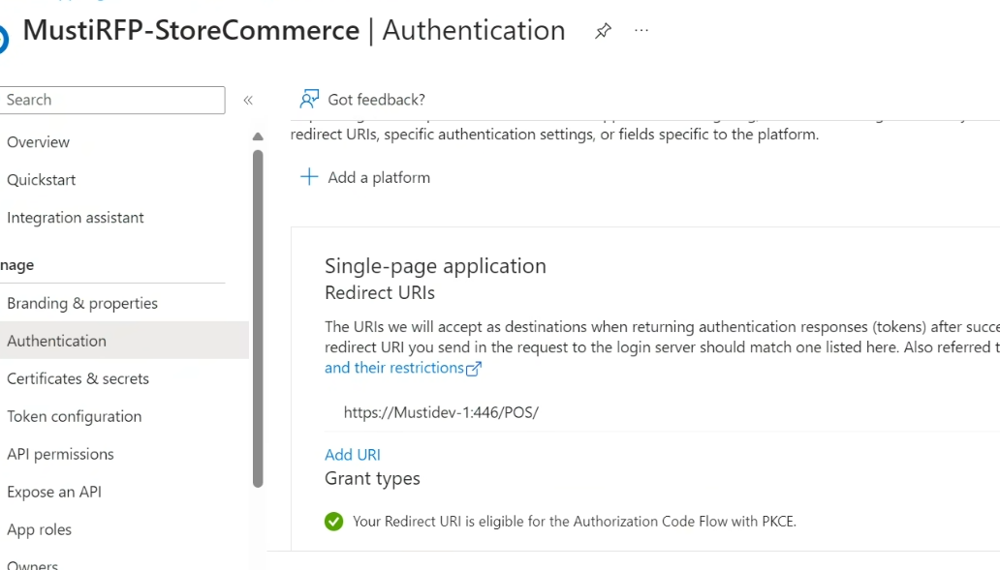 MustiRFP-StoreCommerce | Authentication
Search
«
Got feedback?
redirect URIs, specific authentication settings, or fields specific to the platform.
Overview
Add a platform
Quickstart
Integration assistant
nage
Single-page application
Redirect URIs
Branding & properties
The URIs we will accept as destinations when returning authentication responses (tokens) after succe
Authentication
redirect URI you send in the request to the login server should match one listed here. Also referred t
and their restrictions
Certificates & secrets
https://Mustidev-1:446/POS/
Token configuration
API permissions
Add URI
Grant types
Expose an API
Your Redirect URI is eligible for the Authorization Code Flow with PKCE.
App roles
Owners